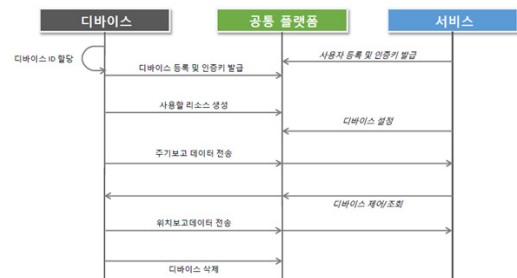 디바이스
공통 플랫폼
서비스
사용자 등록 및 인증키 발급
디바이스 ID 할당
디바이스 등록 및 인증키 발급
사용할 리소스 생성
디바이스 설정
주기보고 데이터 전송
디바이스 제어/조회
위치보고데이터 전송
디바이스 삭제